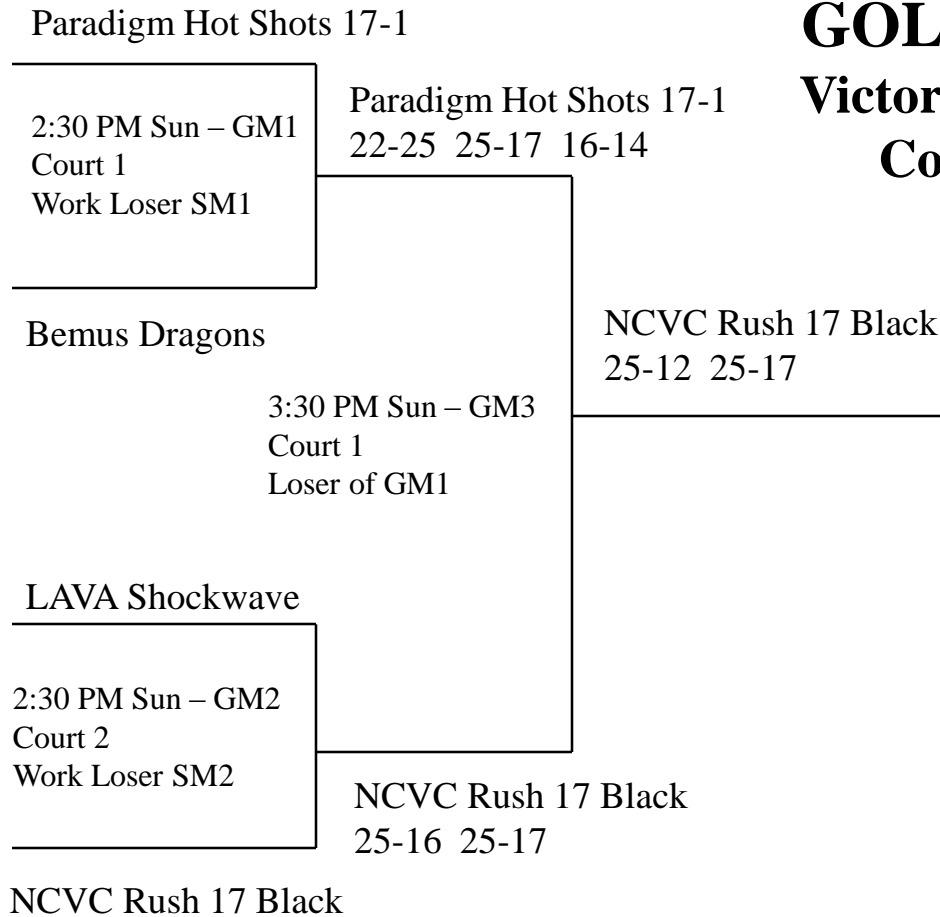 Paradigm Hot Shots 17-1
GOL
Victor
Co
2:30 PM Sun – GM1
Court 1
Work Loser SM1
Paradigm Hot Shots 17-1
22-25 25-17 16-14
Bemus Dragons
NCVC Rush 17 Black
25-12 25-17
3:30 PM Sun – GM3
Court 1
Loser of GM1
LAVA Shockwave
2:30 PM Sun – GM2
Court 2
Work Loser SM2
NCVC Rush 17 Black
25-16 25-17
NCVC Rush 17 Black